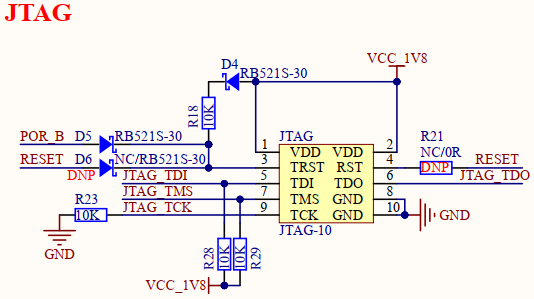 JTAG
D4
RB521S-30
VCC_1V8
R18
10K
POR_B
D5
RB521S-30
JTAG
R21
RESET
D6
NC/RB521S-30
NC/0R
RESET
DNP
DNP
1
VDD
VDD
2
3
TRST
RST
4
JTAG_TDI
5
TDI
TDO
6
JTAG_TDO
JTAG_TMS
7
TMS
GND
8
R23
10K
JTAG_TCK
9
TCK
GND
10
GND
JTAG-10
GND
R28
10K
10K
R29
VCC_1V8